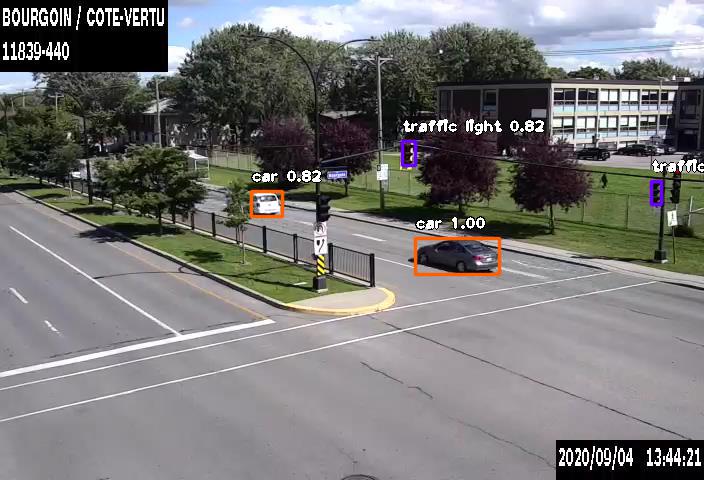 BOURGOIN / COTE-VERTU
11839-440
traffic light 0.82
traffic
car 0.82
car 1.00
2020/09/04 13:44:21